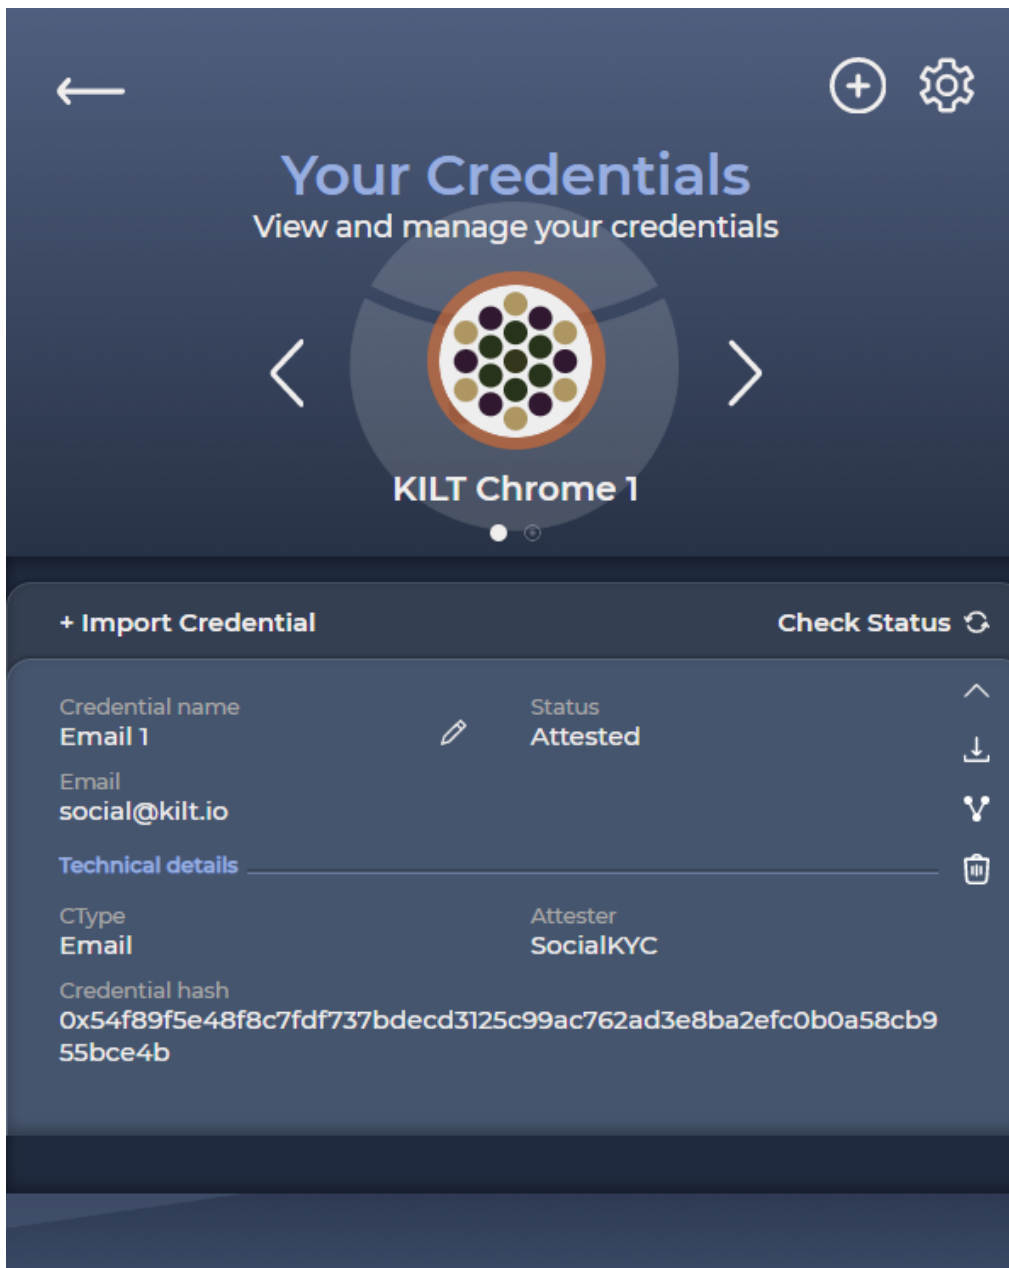 Your Credentials
View and manage your credentials
KILT Chrome 1
+ Import Credential
Check Status
Credential name
Email 1
Status
Attested
Email
social@kilt.io
Technical details
CType
Email
Attester
SocialKYC
Credential hash
0x54f89f5e48f8c7fdf737bdecd3125c99ac762ad3e8ba2efc0b0a58cb9
55bce4b